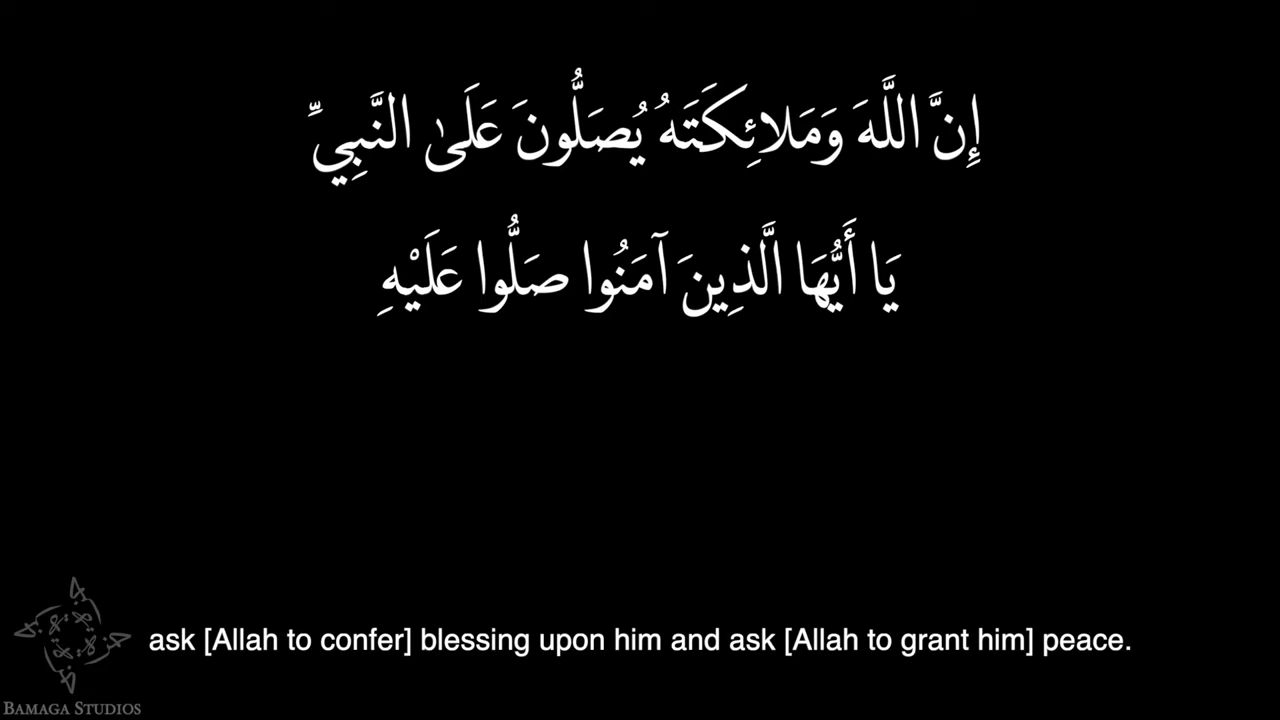 إِنَّ اللَّهَ وَمَلائِكَتَهُ يُصَلُّونَ عَلَىٰ النَّبِيِّ
يَا أَيُّهَا الَّذِينَ آمَنُوا صَلُّوا عَلَيْهِ
ask [Allah to confer] blessing upon him and ask [Allah to grant him] peace.
BAMAGA STUDIOS